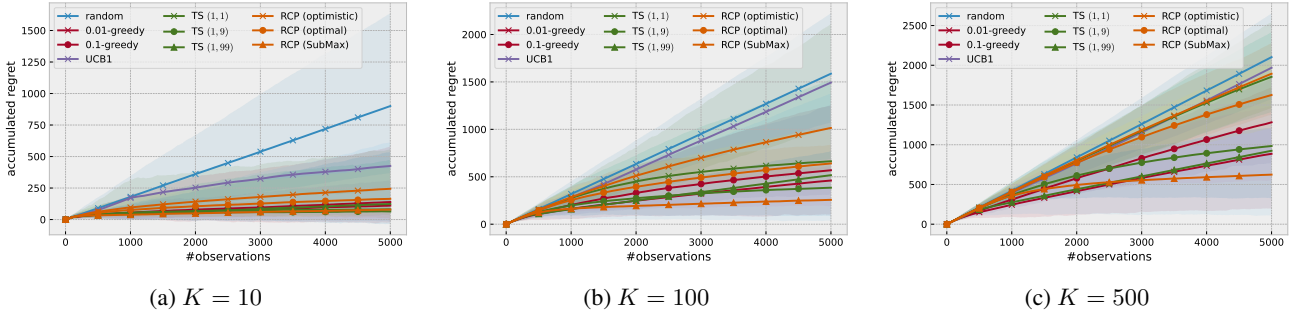 accumulated regret
1500
1250
1000
750
500
250
0
random
0.01-greedy
0.1-greedy
UCB1
TS (1, 1)
TS (1, 9)
TS (1, 99)
RCP (optimistic)
RCP (optimal)
RCP (SubMax)
0 1000 2000 3000 4000 5000
#observations
(a) K = 10
accumulated regret
2000
1500
1000
500
0
random
0.01-greedy
0.1-greedy
UCB1
TS (1, 1)
TS (1, 9)
TS (1, 99)
RCP (optimistic)
RCP (optimal)
RCP (SubMax)
0 1000 2000 3000 4000 5000
#observations
(b) K = 100
accumulated regret
2500
2000
1500
1000
500
0
random
0.01-greedy
0.1-greedy
UCB1
TS (1, 1)
TS (1, 9)
TS (1, 99)
RCP (optimistic)
RCP (optimal)
RCP (SubMax)
0 1000 2000 3000 4000 5000
#observations
(c) K = 500